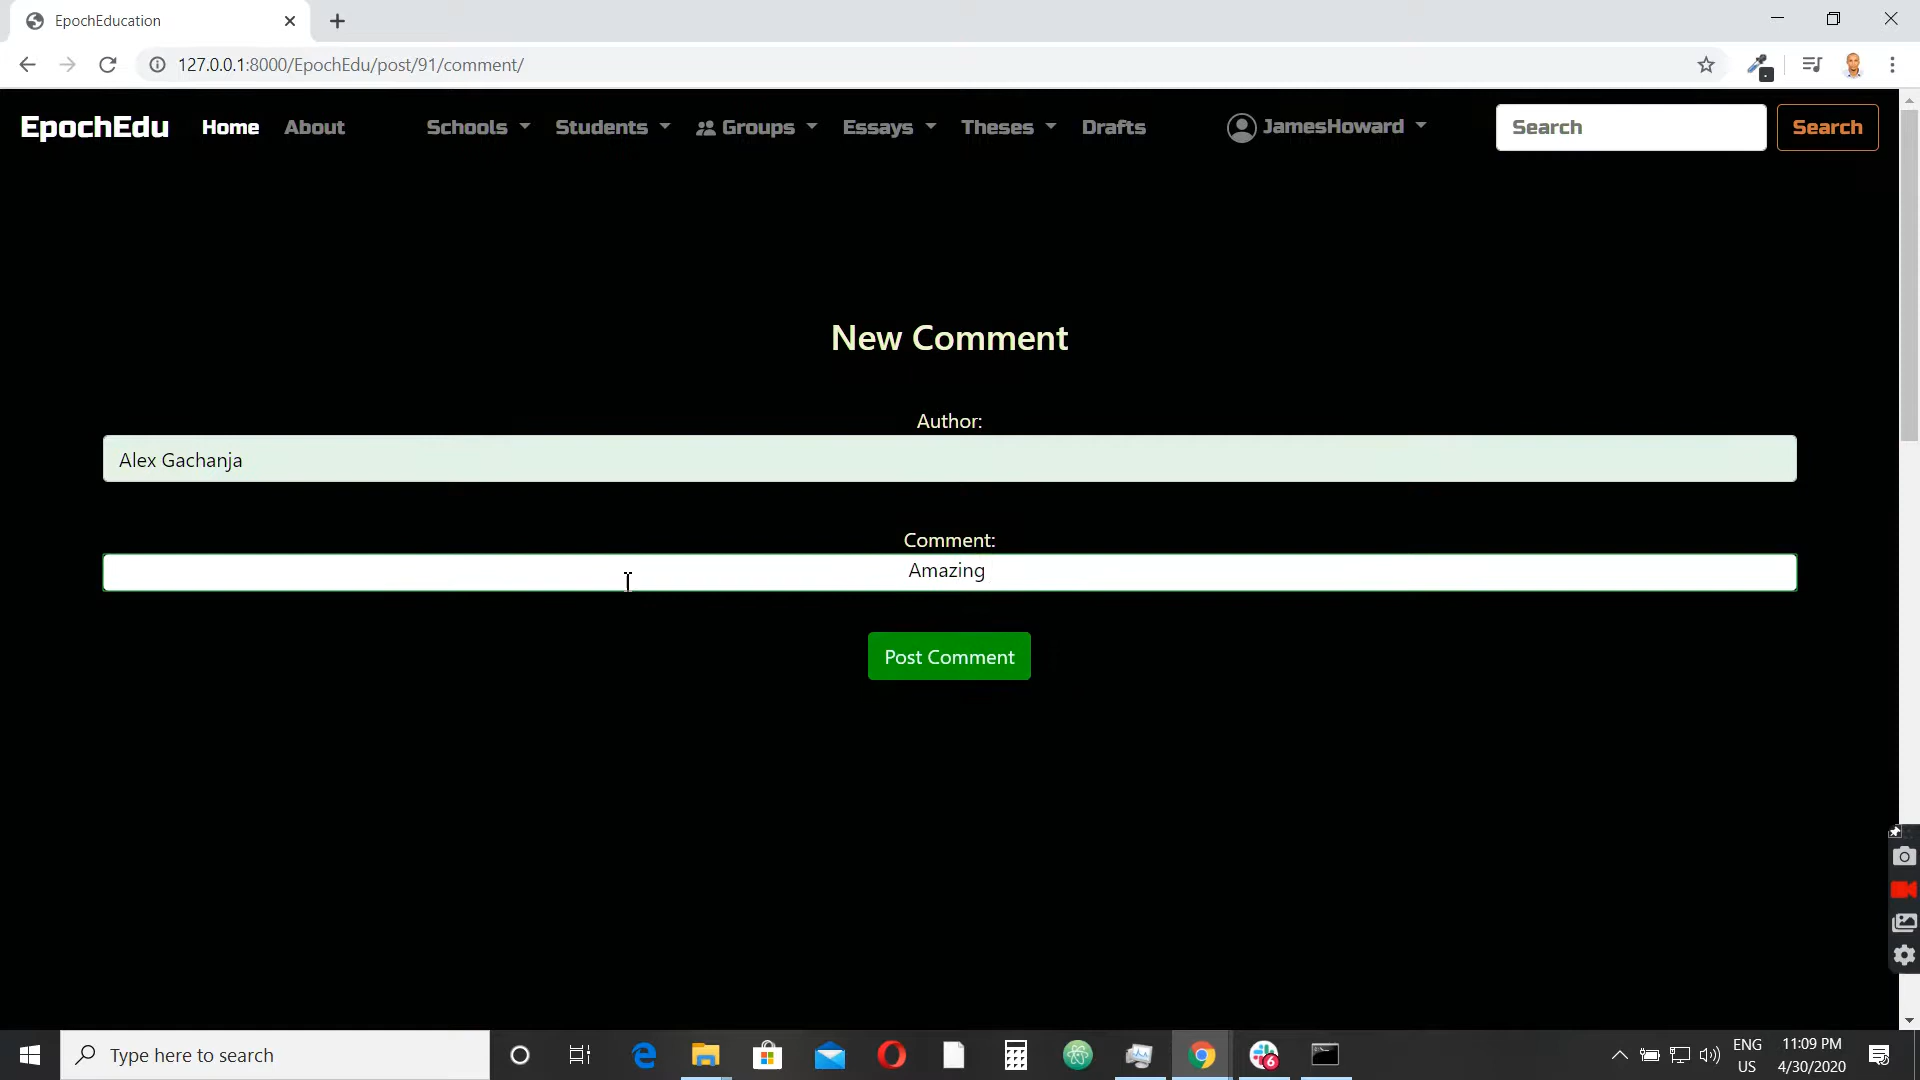 EpochEducation
127.0.0.1:8000/EpochEdu/post/91/comment/
EpochEdu Home About Schools Students Groups Essays Theses Drafts JamesHoward Search Search
New Comment
Author:
Alex Gachanja
Comment:
Amazing
Post Comment
Type here to search
6
ENG
US
11:09 PM
4/30/2020